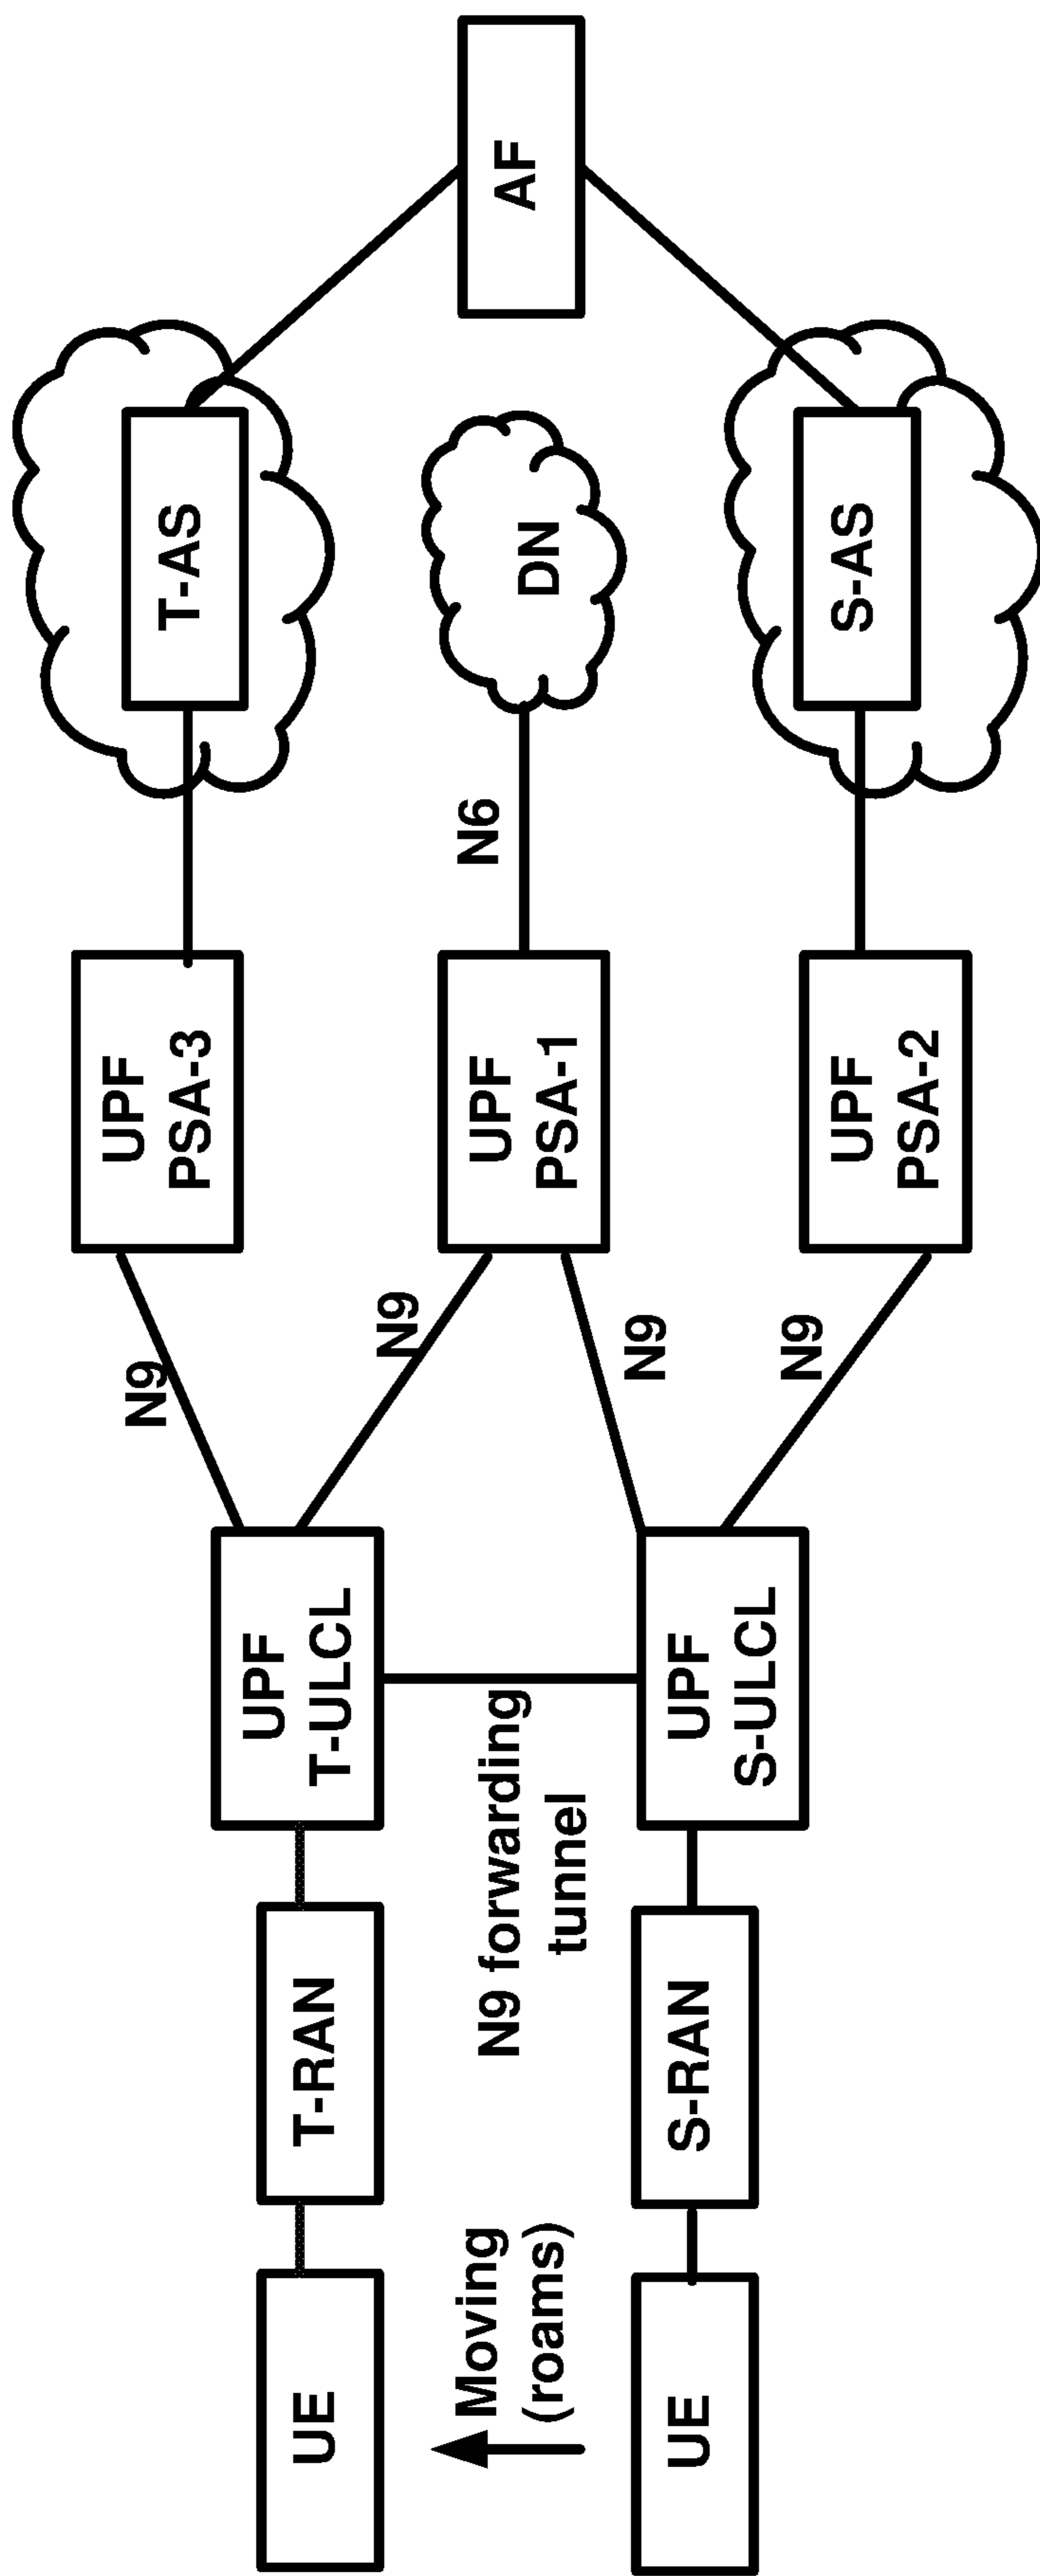 UE
T-RAN
UPF
T-ULCL
N9
N9
UPF
PSA-3
T-AS
Moving
(roams)
N9 forwarding
tunnel
UPF
PSA-1
N6
DN
AF
UE
S-RAN
UPF
S-ULCL
N9
N9
UPF
PSA-2
S-AS